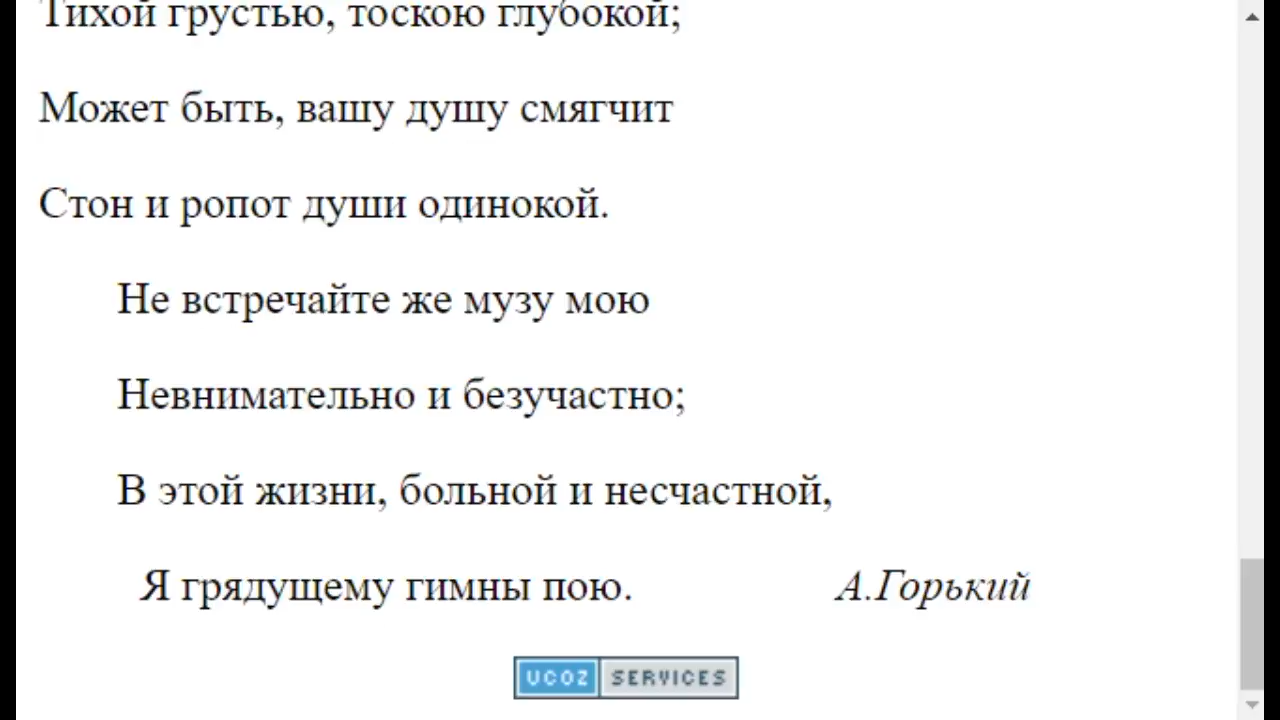 Тихой грустью, тоскою глубокой;
Может быть, вашу душу смягчит
Стон и ропот души одинокой.
Не встречайте же музу мою
Невнимательно и безучастно;
В этой жизни, больной и несчастной,
Я грядущему гимны пою. А.Горький
UCOZ SERVICES